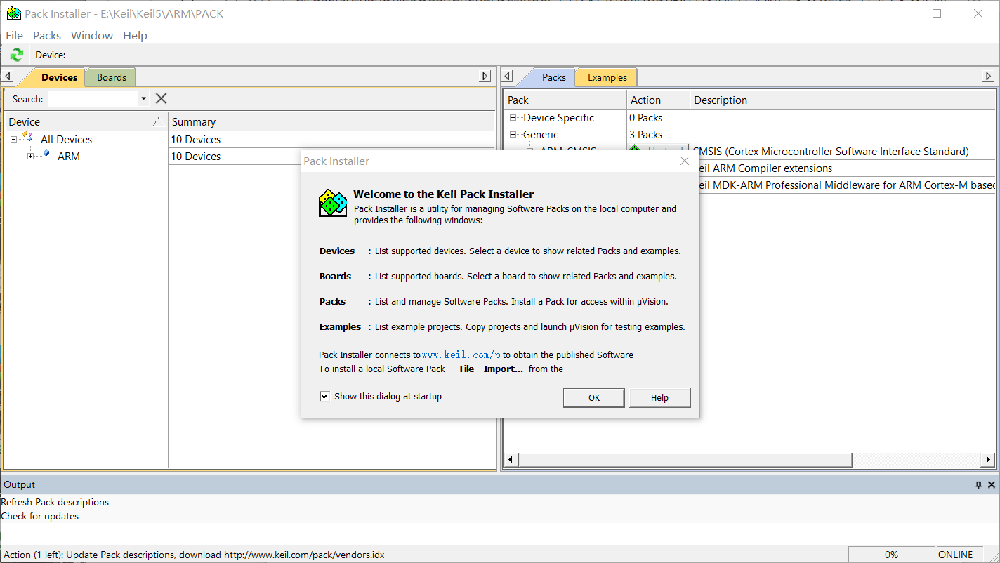 Pack Installer - E:\Keil\Keil5\ARM\PACK
File Packs Window Help
Device:
Devices Boards
Packs Examples
Search:
Pack Action Description
Device Specific 0 Packs
Generic 3 Packs
CMSIS (Cortex Microcontroller Software Interface Standard)
ARM Compiler extensions
MDK-ARM Professional Middleware for ARM Cortex-M based
Device Summary
All Devices 10 Devices
ARM 10 Devices
Pack Installer
Welcome to the Keil Pack Installer
Pack Installer is a utility for managing Software Packs on the local computer and
provides the following windows:
Devices : List supported devices. Select a device to show related Packs and examples.
Boards : List supported boards. Select a board to show related Packs and examples.
Packs : List and manage Software Packs. Install a Pack for access within µVision.
Examples : List example projects. Copy projects and launch µVision for testing examples.
Pack Installer connects to www.keil.com/p to obtain the published Software
To install a local Software Pack File - Import... from the
Show this dialog at startup
OK Help
Output
Refresh Pack descriptions
Check for updates
Action (1 left): Update Pack descriptions, download http://www.keil.com/pack/vendors.idx
0% ONLINE